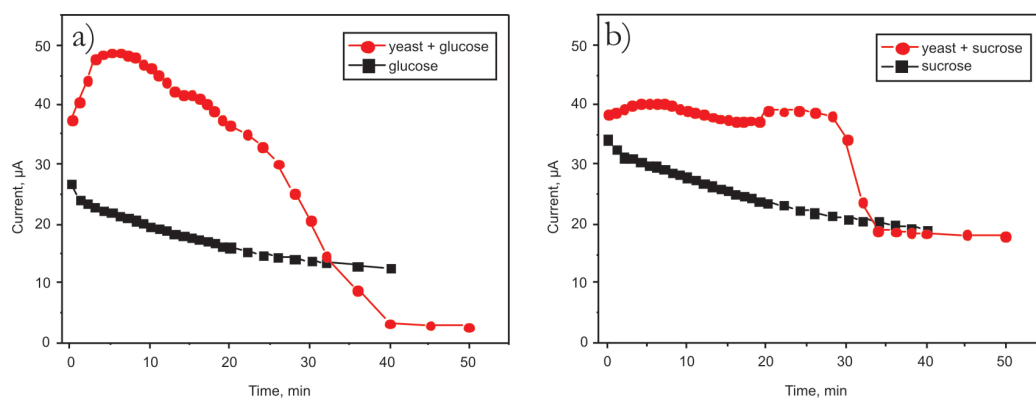 a)
yeast + glucose
glucose
50
40
30
20
10
0
Current, µA
0 10 20 30 40 50
Time, min
b)
yeast + sucrose
sucrose
50
40
30
20
10
0
Current, µA
0 10 20 30 40 50
Time, min